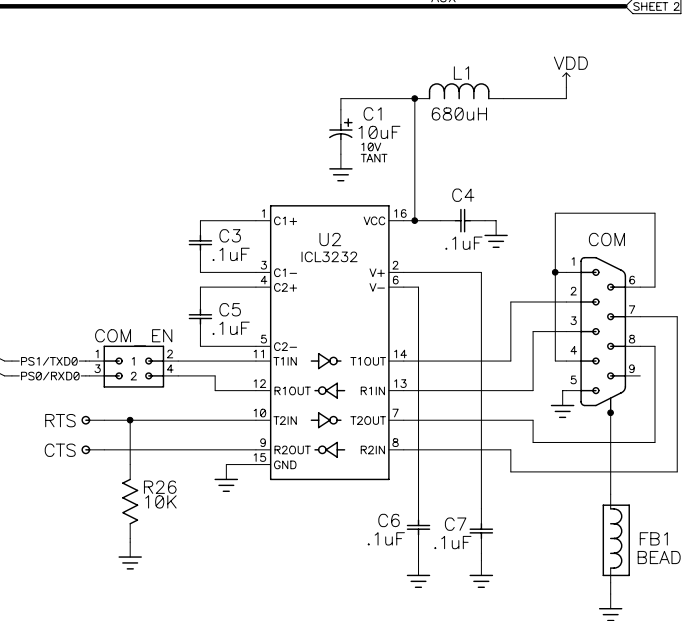 SHEET 2
VDD
L1
680uH
C1
+
10uF
10V
TANT
C4
.1uF
1 C1+
VCC 16
U2
ICL3232
C3
.1uF
3 C1-
4 C2+
V+ 2
V- 6
C5
.1uF
5 C2-
COM
1
6
2
7
3
8
4
9
5
COM EN
PS1/TXD0 1 1 2
11 T1IN
T1OUT 14
PS0/RXD0 3 2 4
12 R1OUT
R1IN 13
RTS
10 T2IN
T2OUT 7
CTS
9 R2OUT
R2IN 8
15 GND
R26
10K
C6
.1uF
C7
.1uF
FB1
BEAD